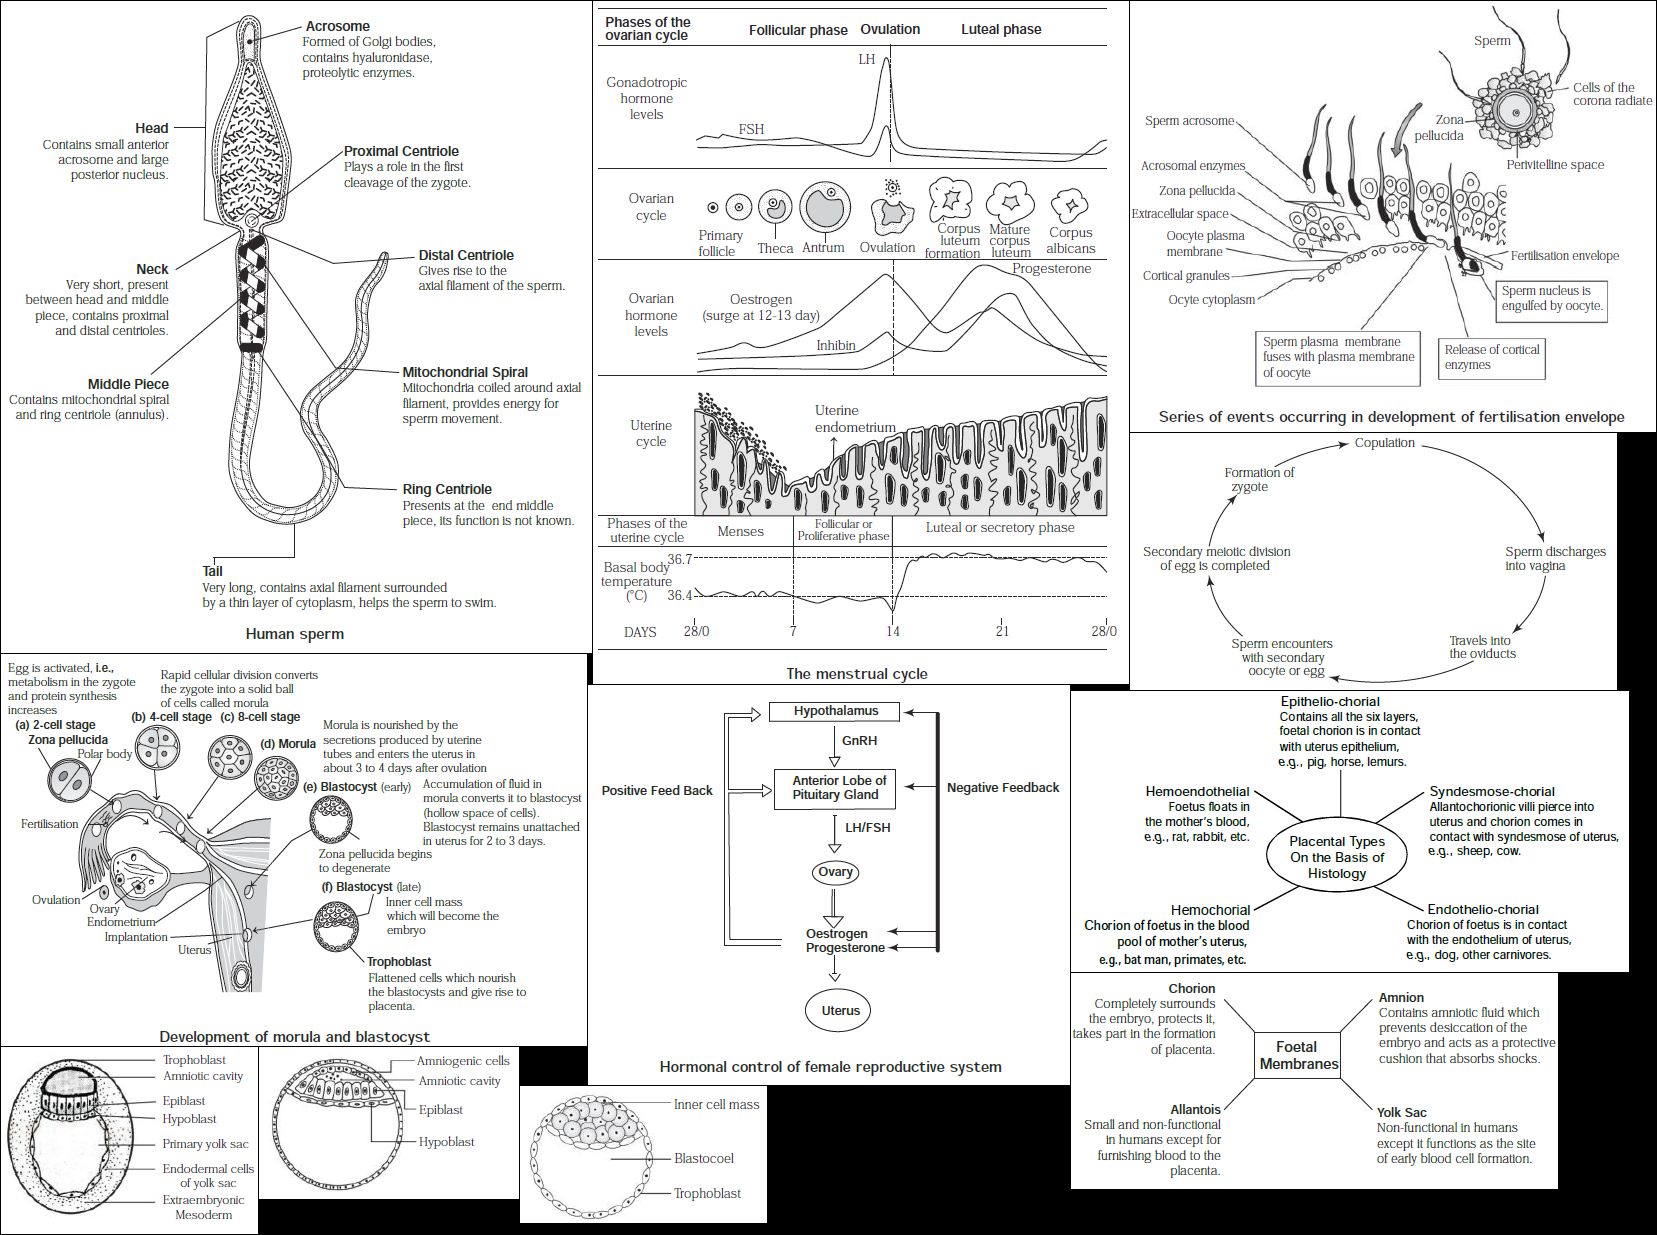 Acrosome
Formed of Golgi bodies,
contains hyaluronidase,
proteolytic enzymes.
Head
Contains small anterior
acrosome and large
posterior nucleus.
Proximal Centriole
Plays a role in the first
cleavage of the zygote.
Neck
Very short, present
between head and middle
piece, contains proximal
and distal centrioles.
Distal Centriole
Gives rise to the
axial filament of the sperm.
Middle Piece
Contains mitochondrial spiral
and ring centriole (annulus).
Mitochondrial Spiral
Mitochondria coiled around axial
filament, provides energy for
sperm movement.
Ring Centriole
Presents at the end middle
piece, its function is not known.
Tail
Very long, contains axial filament surrounded
by a thin layer of cytoplasm, helps the sperm to swim.
Human sperm
Phases of the
ovarian cycle
Follicular phase
Ovulation
Luteal phase
Gonadotropic
hormone
levels
LH
FSH
Ovarian
cycle
Primary
follicle
Theca
Antrum
Ovulation
Corpus
luteum
formation
Mature
corpus
luteum
Corpus
albicans
Ovarian
hormone
levels
Oestrogen
(surge at 12-13 day)
Inhibin
Progesterone
Uterine
cycle
Uterine
endometrium
Phases of the
uterine cycle
Menses
Follicular or
Proliferative phase
Luteal or secretory phase
Basal body
temperature
(°C)
36.7
36.4
DAYS
28/0
7
14
21
28/0
The menstrual cycle
Sperm
Cells of the
corona radiate
Zona
pellucida
Perivitelline space
Sperm acrosome
Acrosomal enzymes
Zona pellucida
Extracellular space
Oocyte plasma
membrane
Cortical granules
Ocyte cytoplasm
Fertilisation envelope
Sperm nucleus is
engulfed by oocyte.
Sperm plasma membrane
fuses with plasma membrane
of oocyte
Release of cortical
enzymes
Series of events occurring in development of fertilisation envelope
Copulation
Sperm discharges
into vagina
Travels into
the oviducts
Sperm encounters
with secondary
oocyte or egg
Secondary meiotic division
of egg is completed
Formation of
zygote
Egg is activated, i.e.,
metabolism in the zygote
and protein synthesis
increases
(a) 2-cell stage
Zona pellucida
Polar body
Rapid cellular division converts
the zygote into a solid ball
of cells called morula
(b) 4-cell stage (c) 8-cell stage
(d) Morula
Morula is nourished by the
secretions produced by uterine
tubes and enters the uterus in
about 3 to 4 days after ovulation
(e) Blastocyst (early)
Accumulation of fluid in
morula converts it to blastocyst
(hollow space of cells).
Blastocyst remains unattached
in uterus for 2 to 3 days.
Zona pellucida begins
to degenerate
(f) Blastocyst (late)
Inner cell mass
which will become the
embryo
Trophoblast
Flattened cells which nourish
the blastocysts and give rise to
placenta.
Fertilisation
Ovulation
Ovary
Endometrium
Implantation
Uterus
Development of morula and blastocyst
Hypothalamus
GnRH
Anterior Lobe of
Pituitary Gland
Positive Feed Back
Negative Feedback
LH/FSH
Ovary
Oestrogen
Progesterone
Uterus
Hormonal control of female reproductive system
Epithelio-chorial
Contains all the six layers,
foetal chorion is in contact
with uterus epithelium,
e.g., pig, horse, lemurs.
Hemoendothelial
Foetus floats in
the mother's blood,
e.g., rat, rabbit, etc.
Syndesmose-chorial
Allantochorionic villi pierce into
uterus and chorion comes in
contact with syndesmose of uterus,
e.g., sheep, cow.
Placental Types
On the Basis of
Histology
Hemochorial
Chorion of foetus in the blood
pool of mother's uterus,
e.g., bat man, primates, etc.
Endothelio-chorial
Chorion of foetus is in contact
with the endothelium of uterus,
e.g., dog, other carnivores.
Chorion
Completely surrounds
the embryo, protects it,
takes part in the formation
of placenta.
Amnion
Contains amniotic fluid which
prevents desiccation of the
embryo and acts as a protective
cushion that absorbs shocks.
Foetal
Membranes
Allantois
Small and non-functional
in humans except for
furnishing blood to the
placenta.
Yolk Sac
Non-functional in humans
except it functions as the site
of early blood cell formation.
Trophoblast
Amniotic cavity
Epiblast
Hypoblast
Primary yolk sac
Endodermal cells
of yolk sac
Extraembryonic
Mesoderm
Amniogenic cells
Amniotic cavity
Epiblast
Hypoblast
Inner cell mass
Blastocoel
Trophoblast